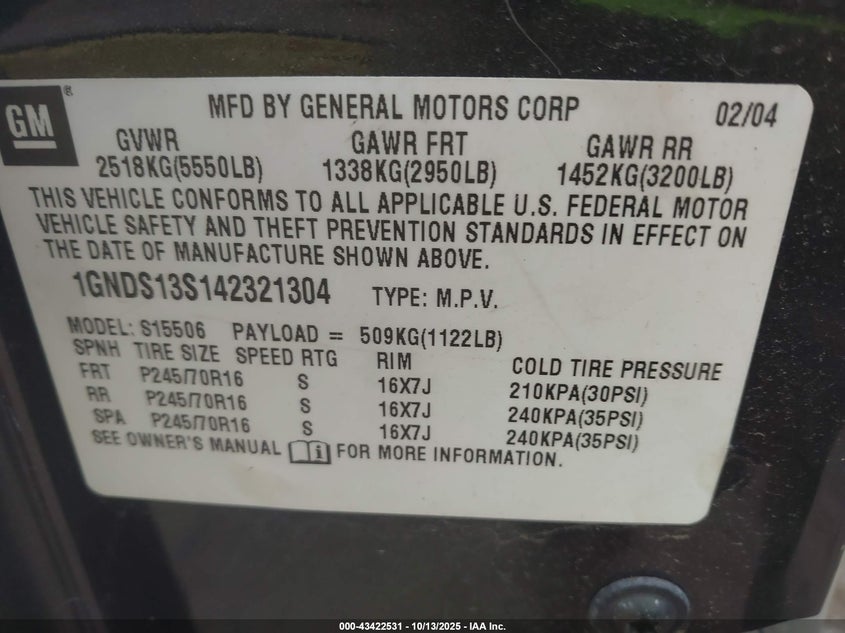 GM®
MFD BY GENERAL MOTORS CORP 02/04
GVWR GAWR FRT GAWR RR
2518KG(5550LB) 1338KG(2950LB) 1452KG(3200LB)
THIS VEHICLE CONFORMS TO ALL APPLICABLE U.S. FEDERAL MOTOR
VEHICLE SAFETY AND THEFT PREVENTION STANDARDS IN EFFECT ON
THE DATE OF MANUFACTURE SHOWN ABOVE.
1GNDS13S142321304 TYPE: M.P.V.
MODEL: S15506 PAYLOAD = 509KG(1122LB)
SPNH TIRE SIZE SPEED RTG RIM COLD TIRE PRESSURE
FRT P245/70R16 S 16X7J 210KPA(30PSI)
RR P245/70R16 S 16X7J 240KPA(35PSI)
SPA P245/70R16 S 16X7J 240KPA(35PSI)
SEE OWNER'S MANUAL i FOR MORE INFORMATION.
000-43422531 - 10/13/2025 - IAA Inc.